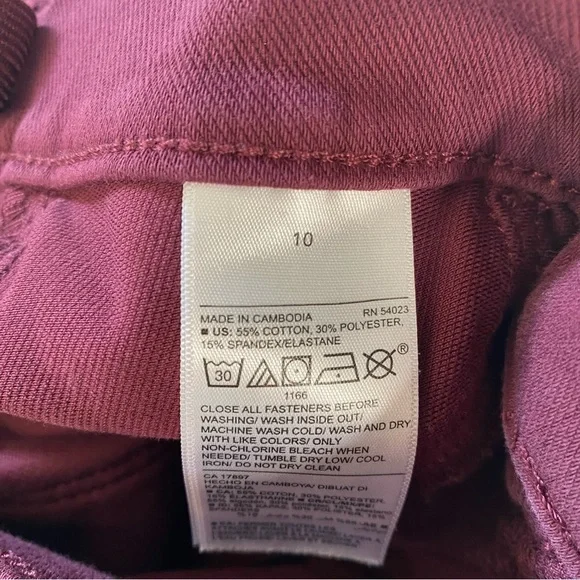 10
MADE IN CAMBODIA RN 54023
■ US: 55% COTTON, 30% POLYESTER,
15% SPANDEX/ELASTANE
30 ®
1166
CLOSE ALL FASTENERS BEFORE
WASHING/ WASH INSIDE OUT/
MACHINE WASH COLD/ WASH AND DRY
WITH LIKE COLORS/ ONLY
NON-CHLORINE BLEACH WHEN
NEEDED/ TUMBLE DRY LOW/ COOL
IRON/ DO NOT DRY CLEAN
CA 17897
HECHO EN CAMBOYA/ DIBUAT DI
KAMBOJA